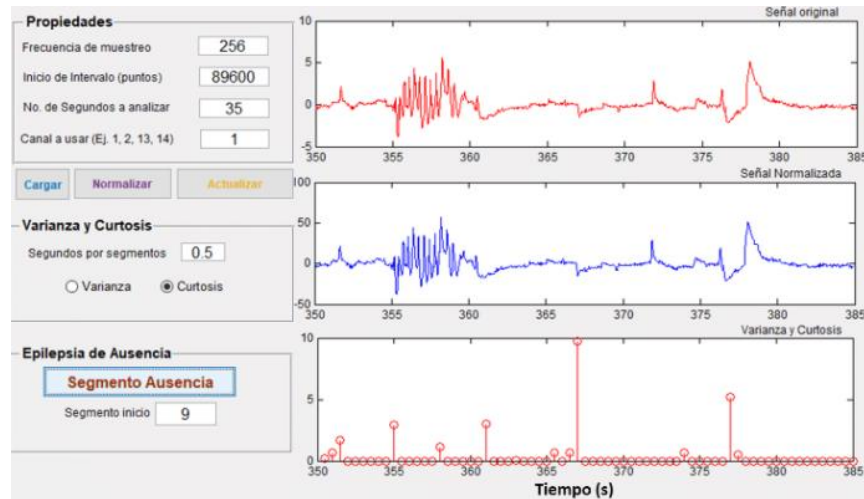 Propiedades
Frecuencia de muestreo 256
Inicio de Intervalo (puntos) 89600
No. de Segundos a analizar 35
Canal a usar (Ej. 1, 2, 13, 14) 1
Cargar Normalizar Actualizar
Varianza y Curtosis
Segundos por segmentos 0.5
Varianza Curtosis
Epilepsia de Ausencia
Segmento Ausencia
Segmento inicio 9
Señal original
10
5
0
-5
350 355 360 365 370 375 380 385
Señal Normalizada
100
50
0
-50
350 355 360 365 370 375 380 385
Varianza y Curtosis
10
5
0
350 355 360 365 370 375 380 385
Tiempo (s)